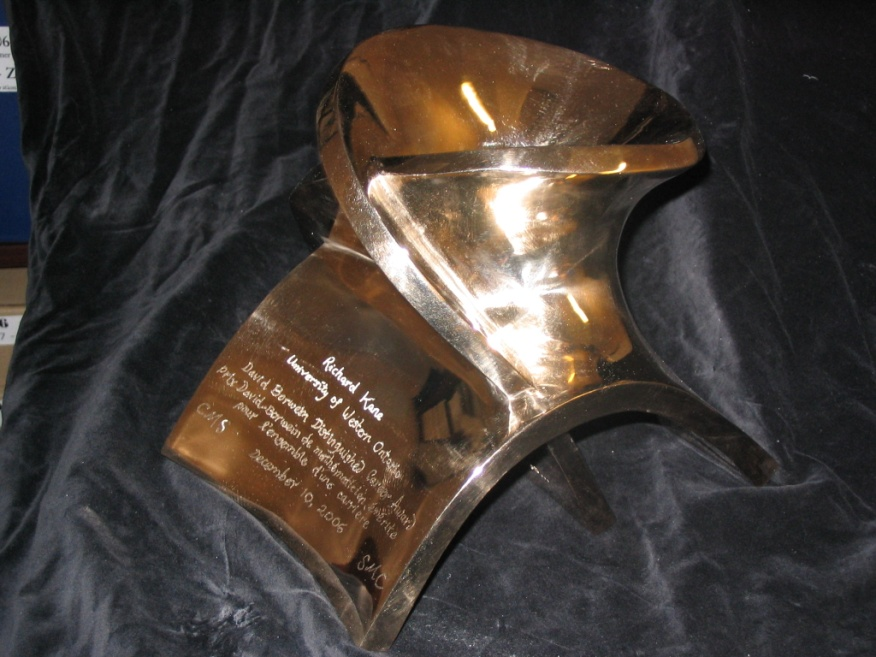 Richard Kane
University of Western Ontario
David Borwein Distinguished Career Award
prix David-Borwein de mathématicien émérite
pour l'ensemble d'une carrière
December 10, 2006
CMS
SMC